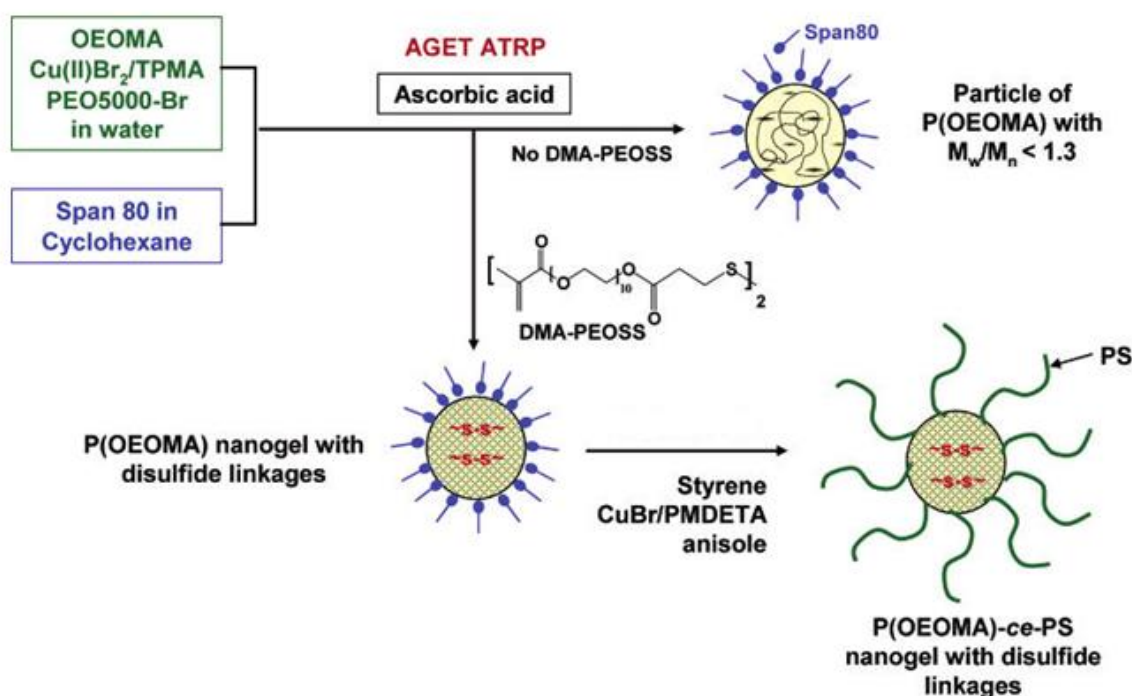 OEOMA
Cu(II)Br₂/TPMA
PEO5000-Br
in water
Span 80 in
Cyclohexane
AGET ATRP
Ascorbic acid
No DMA-PEOSS
Span80
Particle of
P(OEOMA) with
Mw/Mn < 1.3
[ O O 10 O O S ] 2
DMA-PEOSS
P(OEOMA) nanogel with
disulfide linkages
~s-s~
~s-s~
Styrene
CuBr/PMDETA
anisole
PS
~s-s~
~s-s~
P(OEOMA)-ce-PS
nanogel with disulfide
linkages